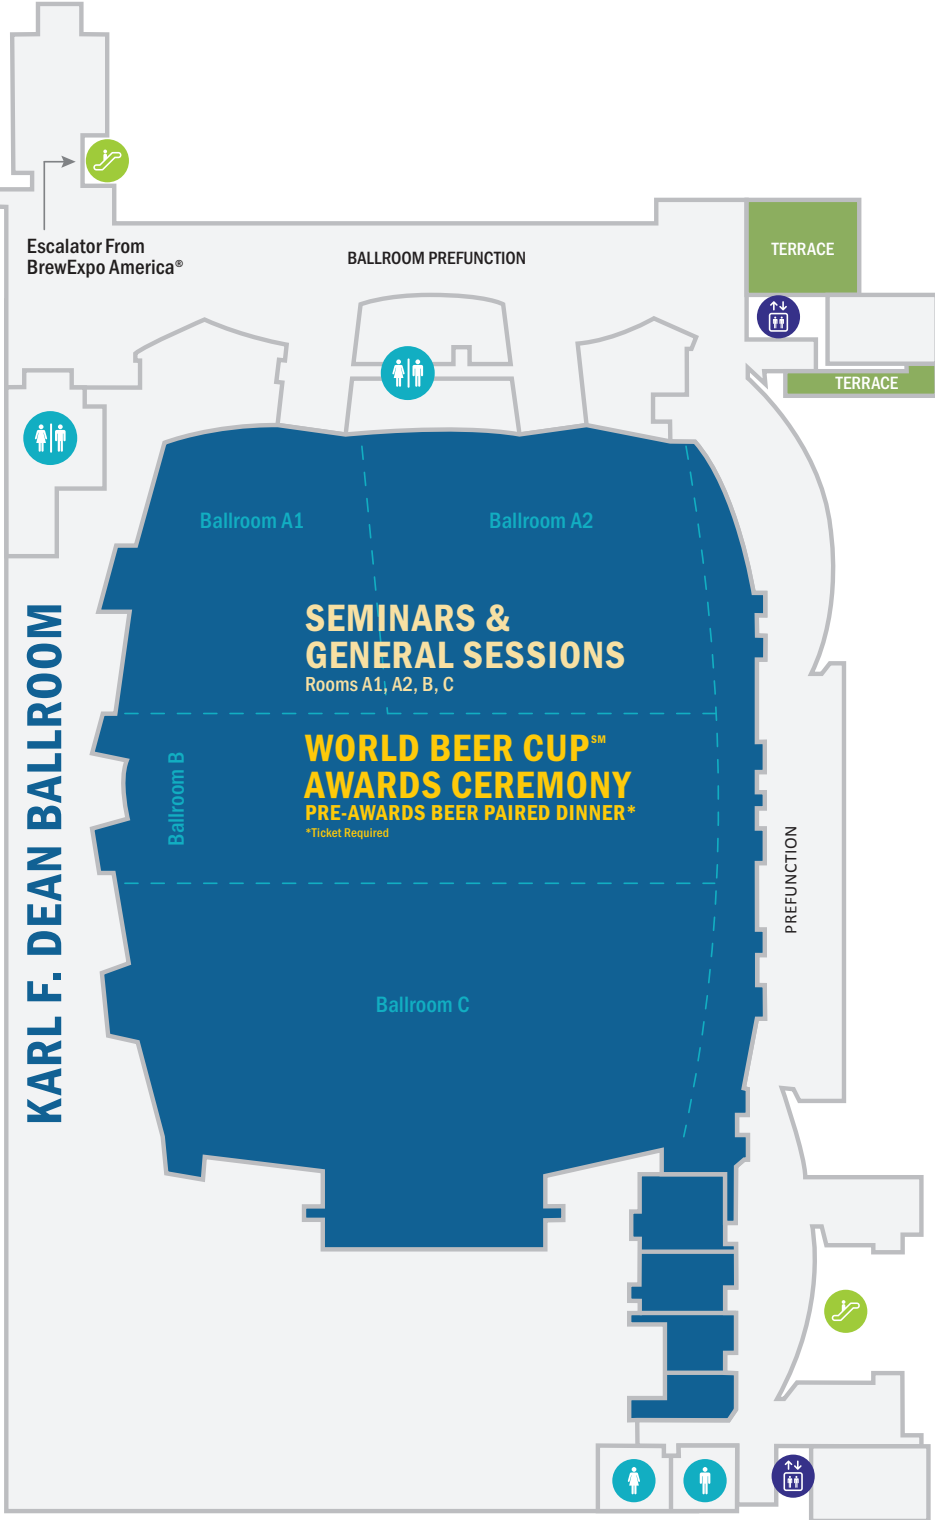 TERRACE
Escalator From
BrewExpo America®
BALLROOM PREFUNCTION
TERRACE
Ballroom A1
Ballroom A2
SEMINARS &
GENERAL SESSIONS
Rooms A1, A2, B, C
WORLD BEER CUP℠
AWARDS CEREMONY
PRE-AWARDS BEER PAIRED DINNER*
*Ticket Required
Ballroom B
KARL F. DEAN BALLROOM
PREFUNCTION
Ballroom C